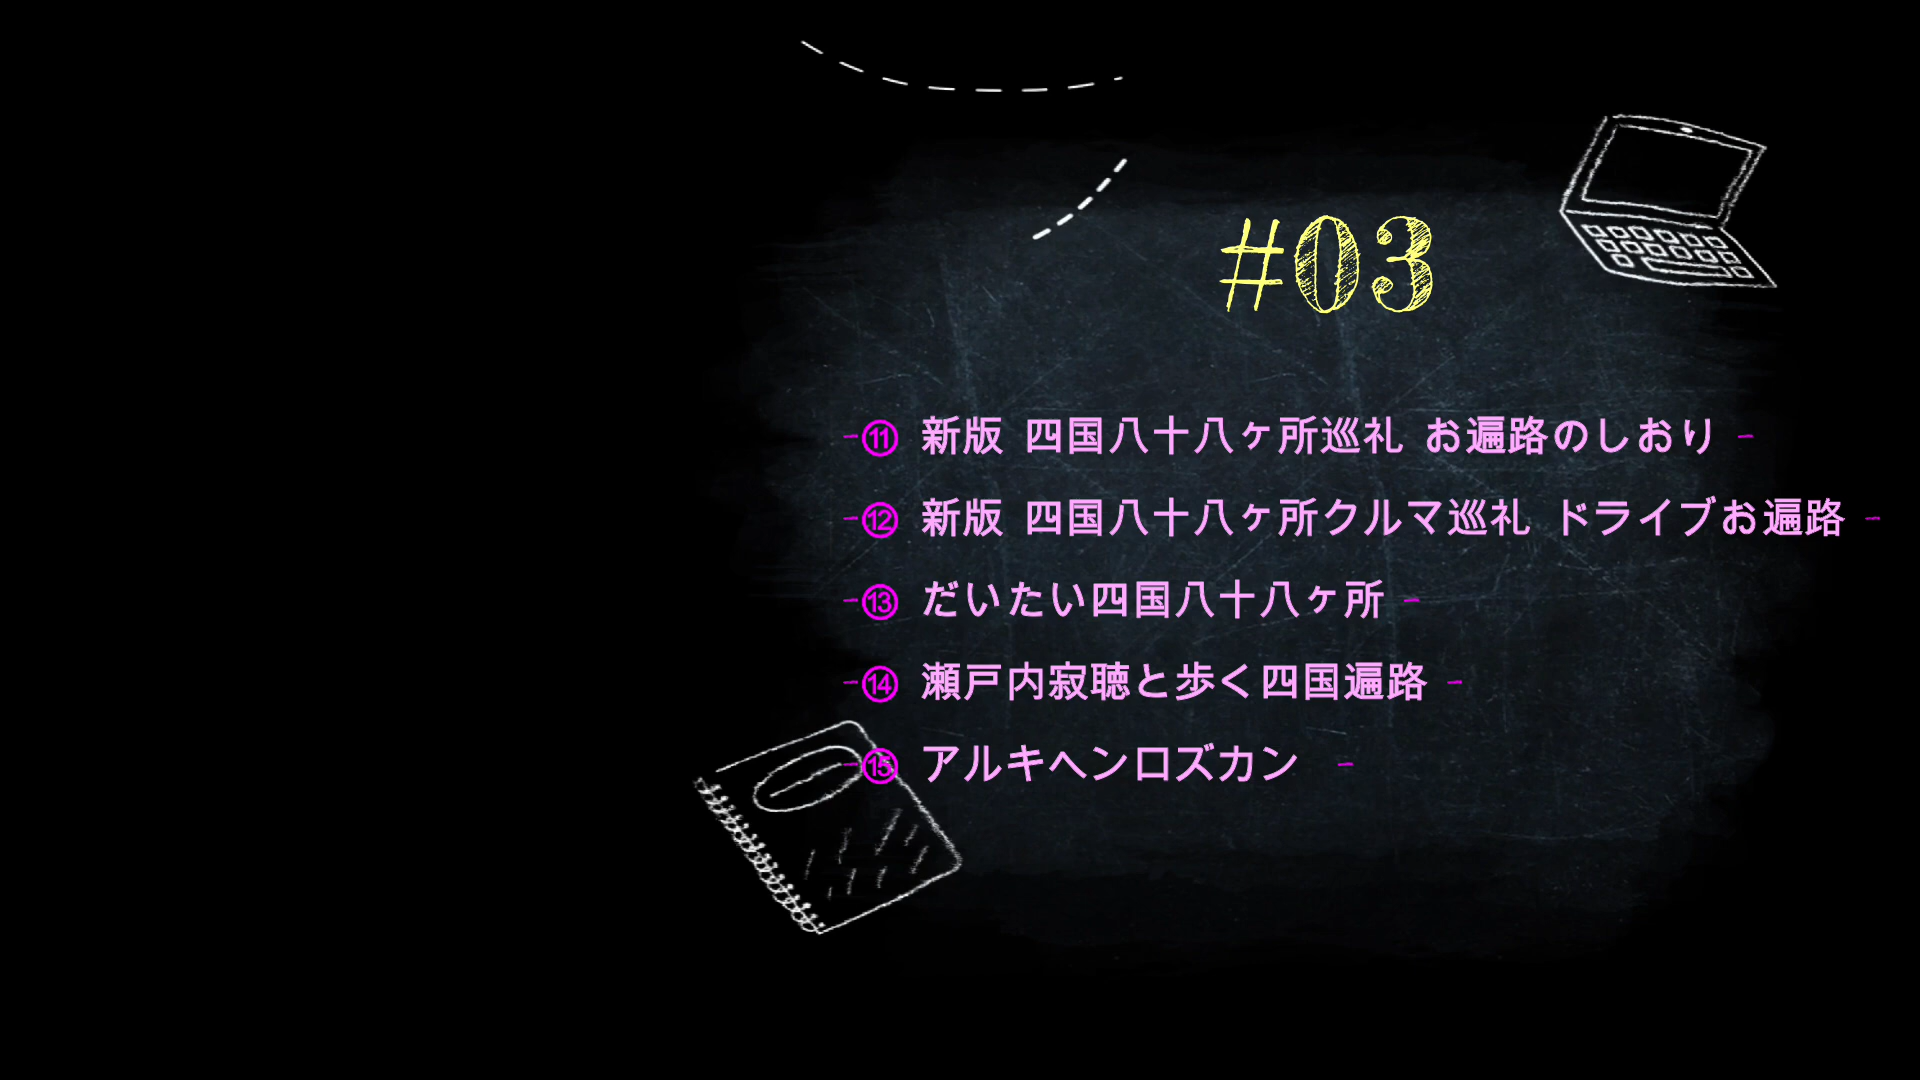 #03
-⑪ 新版 四国八十八ヶ所巡礼 お遍路のしおり -
-⑫ 新版 四国八十八ヶ所クルマ巡礼 ドライブお遍路 -
-⑬ だいたい四国八十八ヶ所 -
-⑭ 瀬戸内寂聴と歩く四国遍路 -
-⑮ アルキヘンロズカン -